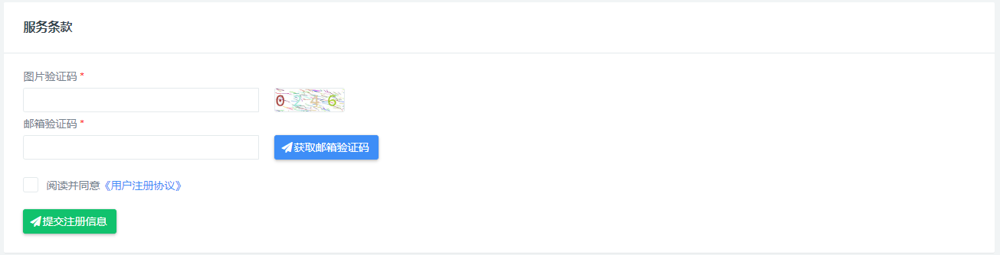 服务条款
图片验证码 *
邮箱验证码 *
获取邮箱验证码
阅读并同意《用户注册协议》
提交注册信息